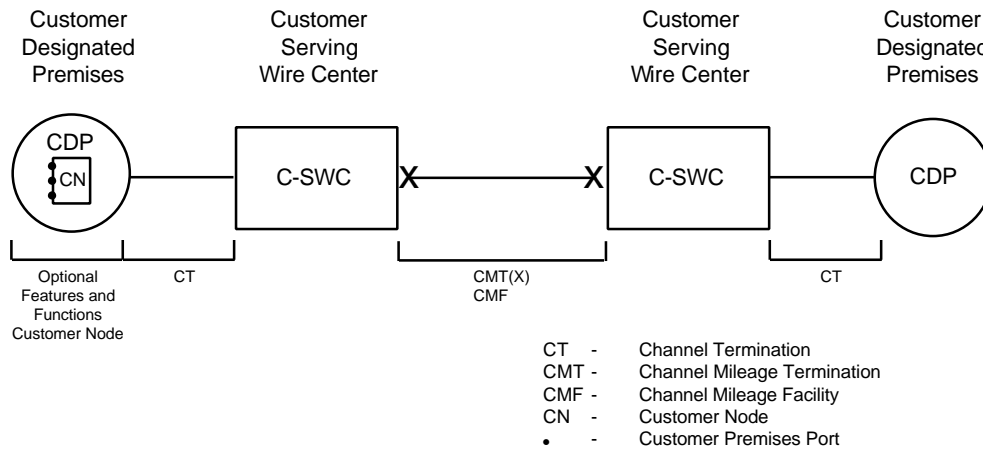 Customer
Designated
Premises
Customer
Serving
Wire Center
Customer
Serving
Wire Center
Customer
Designated
Premises
CDP
CN
C-SWC
X
X
C-SWC
CDP
Optional
Features and
Functions
Customer Node
CT
CMT(X)
CMF
CT
CT - Channel Termination
CMT - Channel Mileage Termination
CMF - Channel Mileage Facility
CN - Customer Node
• - Customer Premises Port